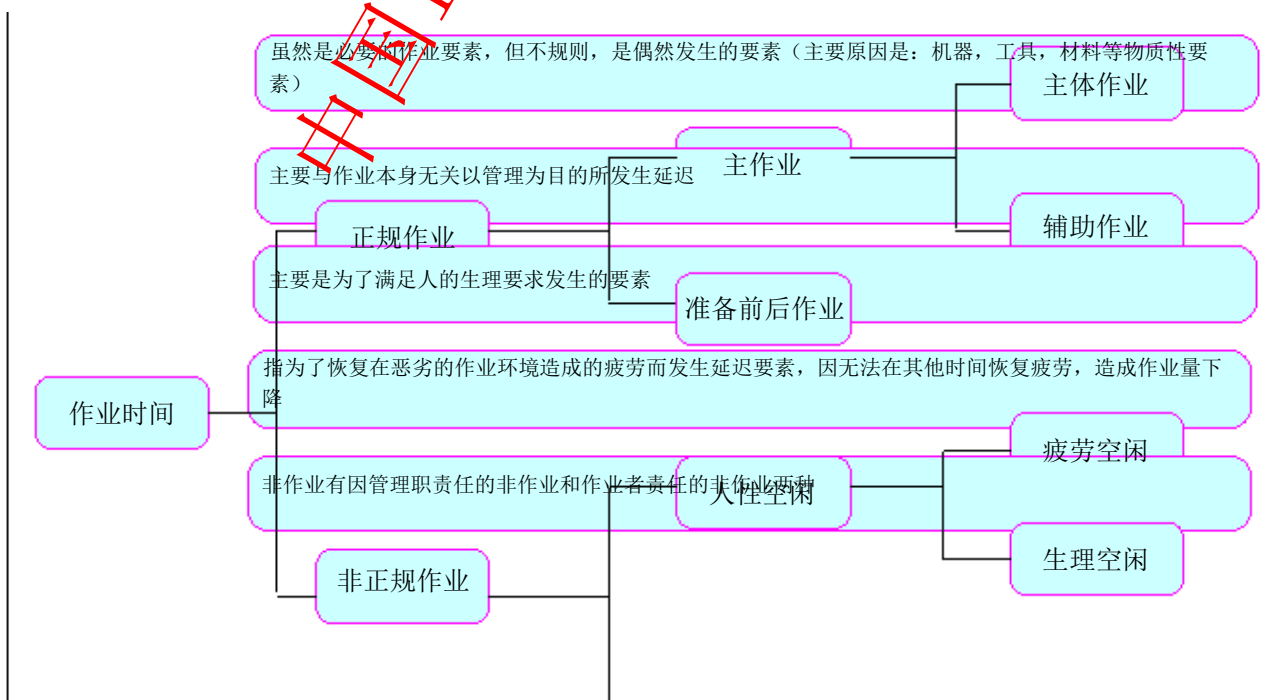 虽然是必要的作业要素，但不规则，是偶然发生的要素（主要原因是：机器，工具，材料等物质性要
素）
主体作业
主作业
主要与作业本身无关以管理为目的所发生延迟
辅助作业
正规作业
主要是为了满足人的生理要求发生的要素
准备前后作业
指为了恢复在恶劣的作业环境造成的疲劳而发生延迟要素，因无法在其他时间恢复疲劳，造成作业量下
降
作业时间
疲劳空闲
非作业有因管理职责任的非作业和作业者责任的非作业两种
人性空闲
生理空闲
非正规作业
中国